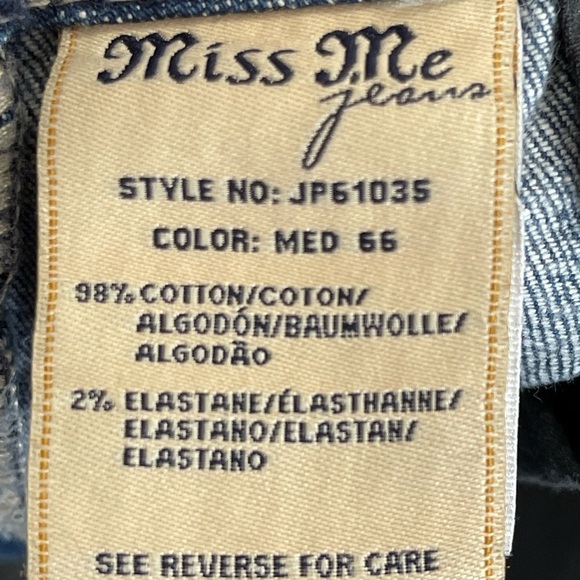 Miss Me
jeans
STYLE NO: JP61035
COLOR: MED 66
98% COTTON/COTON/
ALGODÓN/BAUMWOLLE/
ALGODÃO
2% ELASTANE/ÉLASTHANNE/
ELASTANO/ELASTAN/
ELASTANO
SEE REVERSE FOR CARE